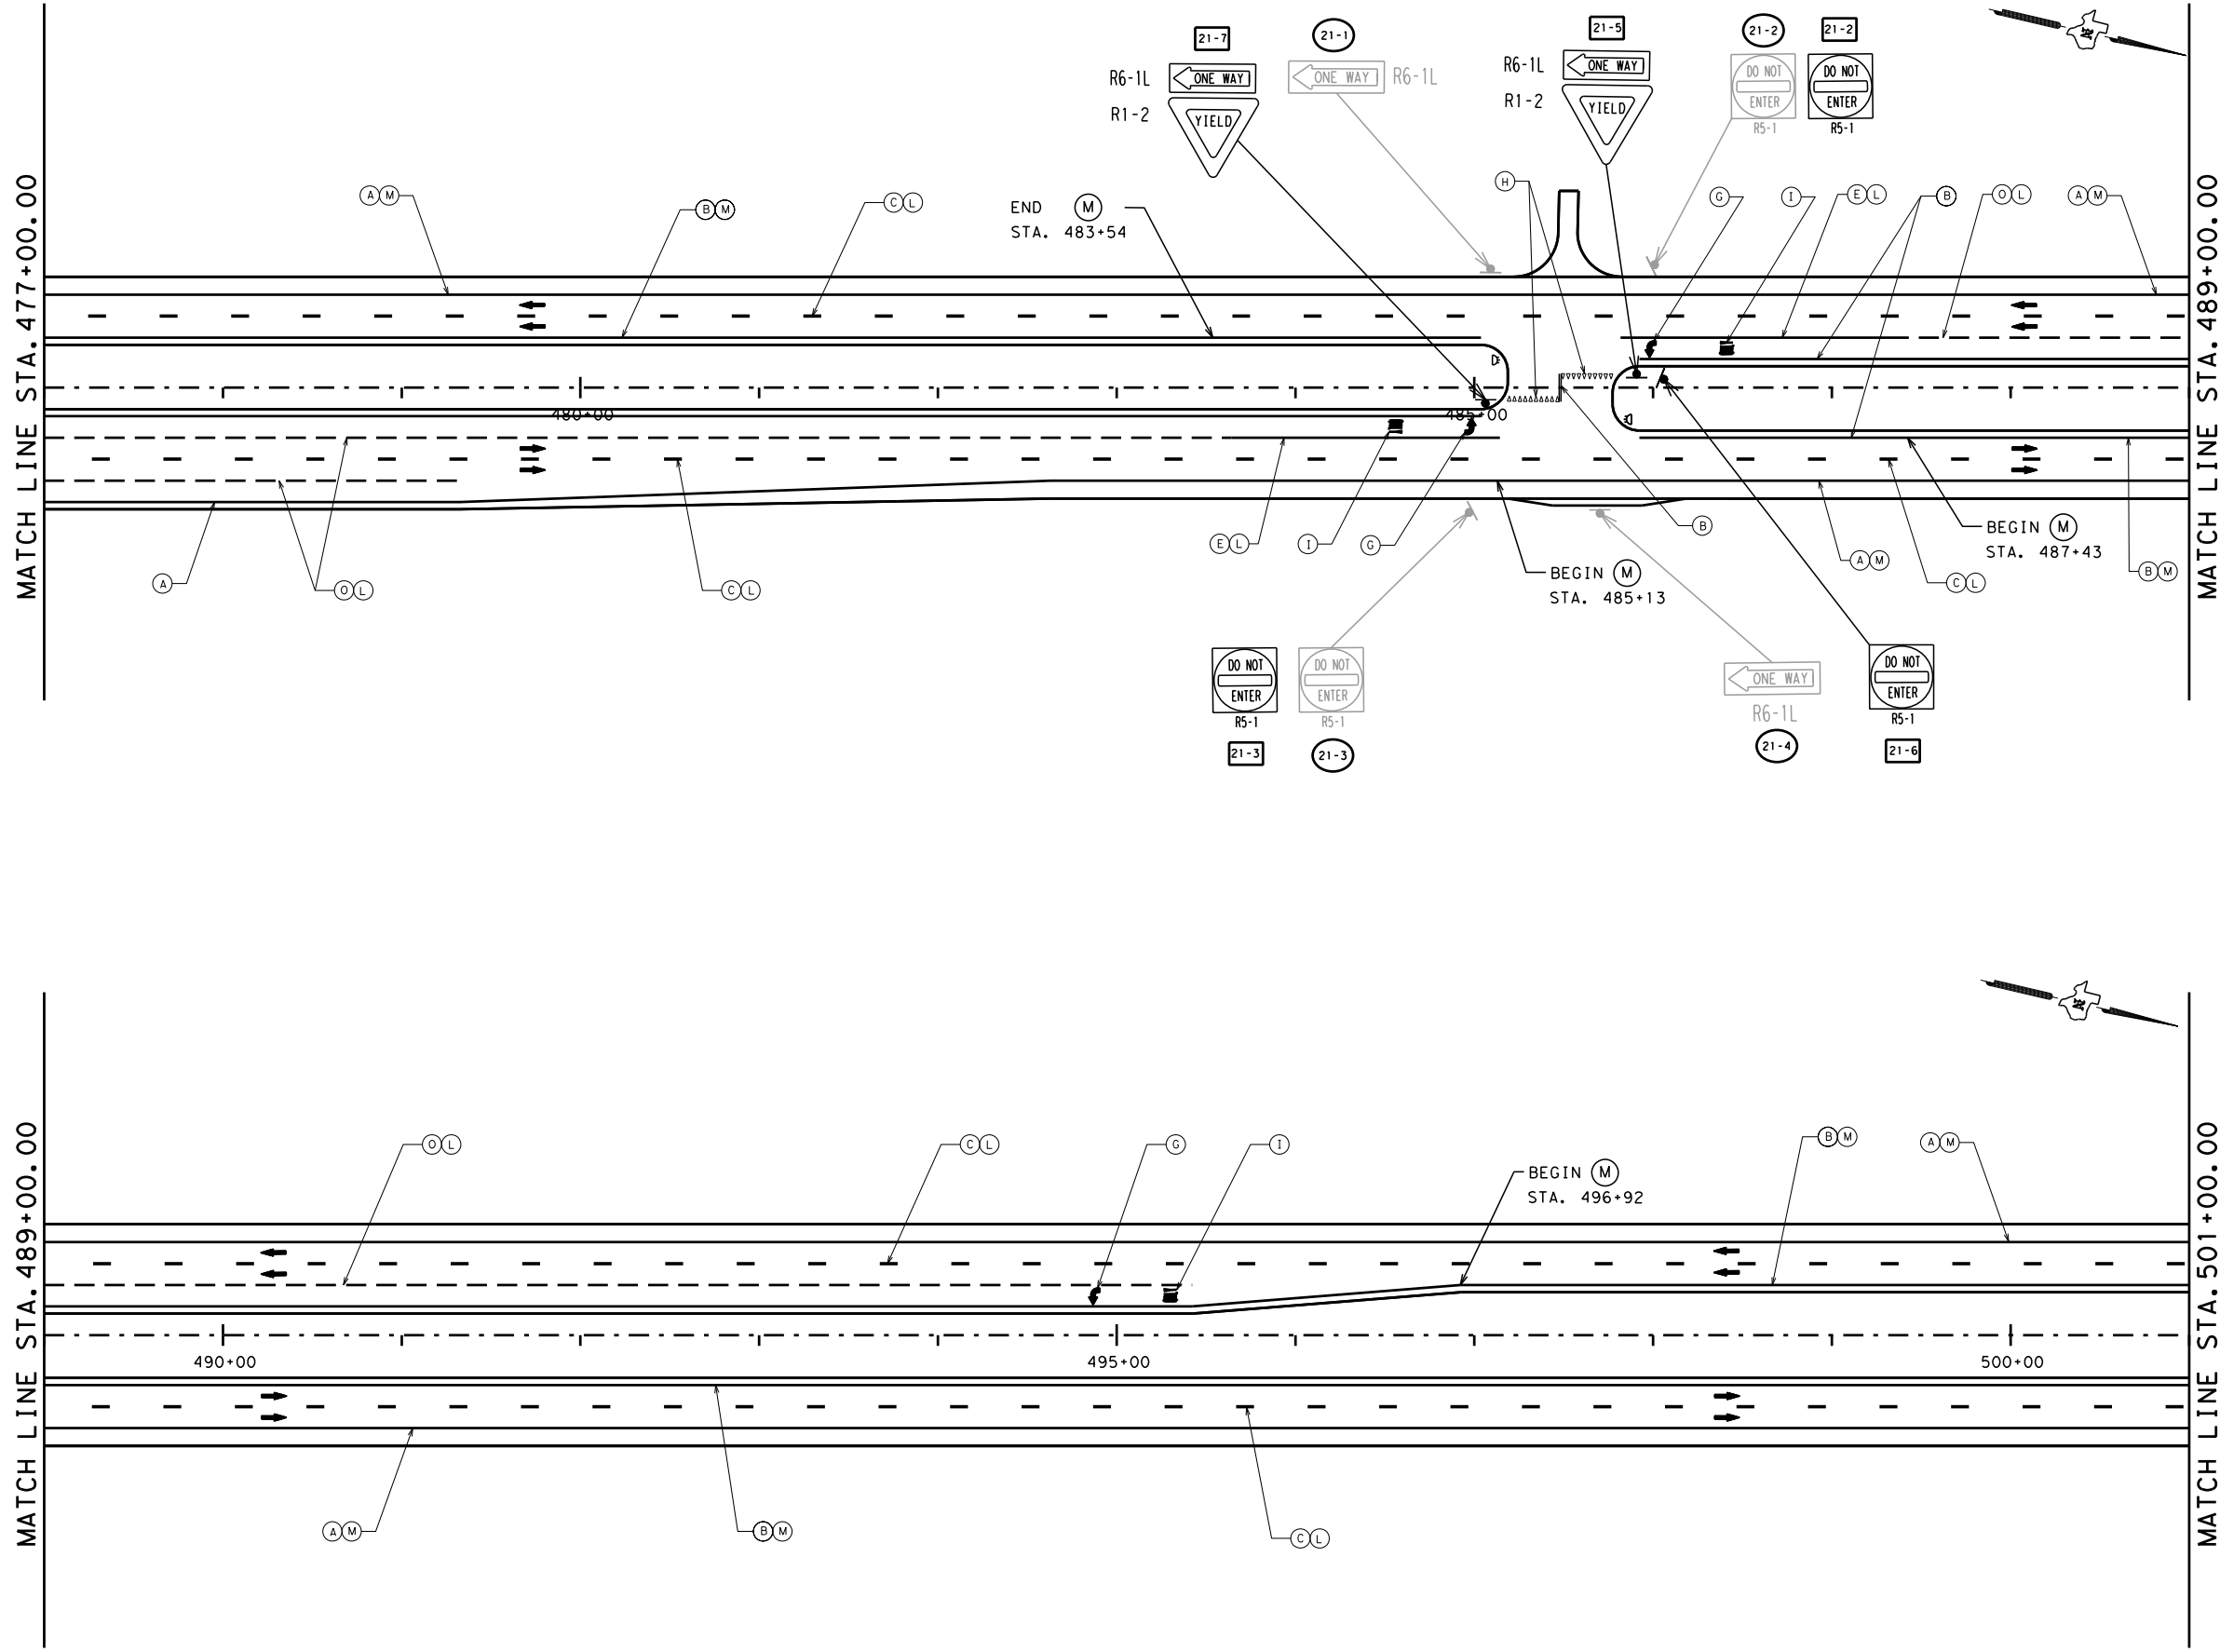 21-7
21-1
21-5
21-2
21-2
R6-1L
ONE WAY
ONE WAY
R6-1L
R6-1L
ONE WAY
DO NOT
ENTER
DO NOT
ENTER
R1-2
YIELD
R1-2
YIELD
R5-1
R5-1
MATCH LINE STA. 477+00.00
A M
B M
C L
END M
STA. 483+54
H
G
I
E L
B
O L
A M
MATCH LINE STA. 489+00.00
480+00
485+00
A
O L
C L
E L
I
G
B
BEGIN M
STA. 485+13
A M
C L
BEGIN M
STA. 487+43
B M
DO NOT
ENTER
R5-1
21-3
DO NOT
ENTER
R5-1
21-3
ONE WAY
R6-1L
21-4
DO NOT
ENTER
R5-1
21-6
MATCH LINE STA. 489+00.00
O L
C L
G
I
BEGIN M
STA. 496+92
B M
A M
MATCH LINE STA. 501+00.00
490+00
495+00
500+00
A M
B M
C L